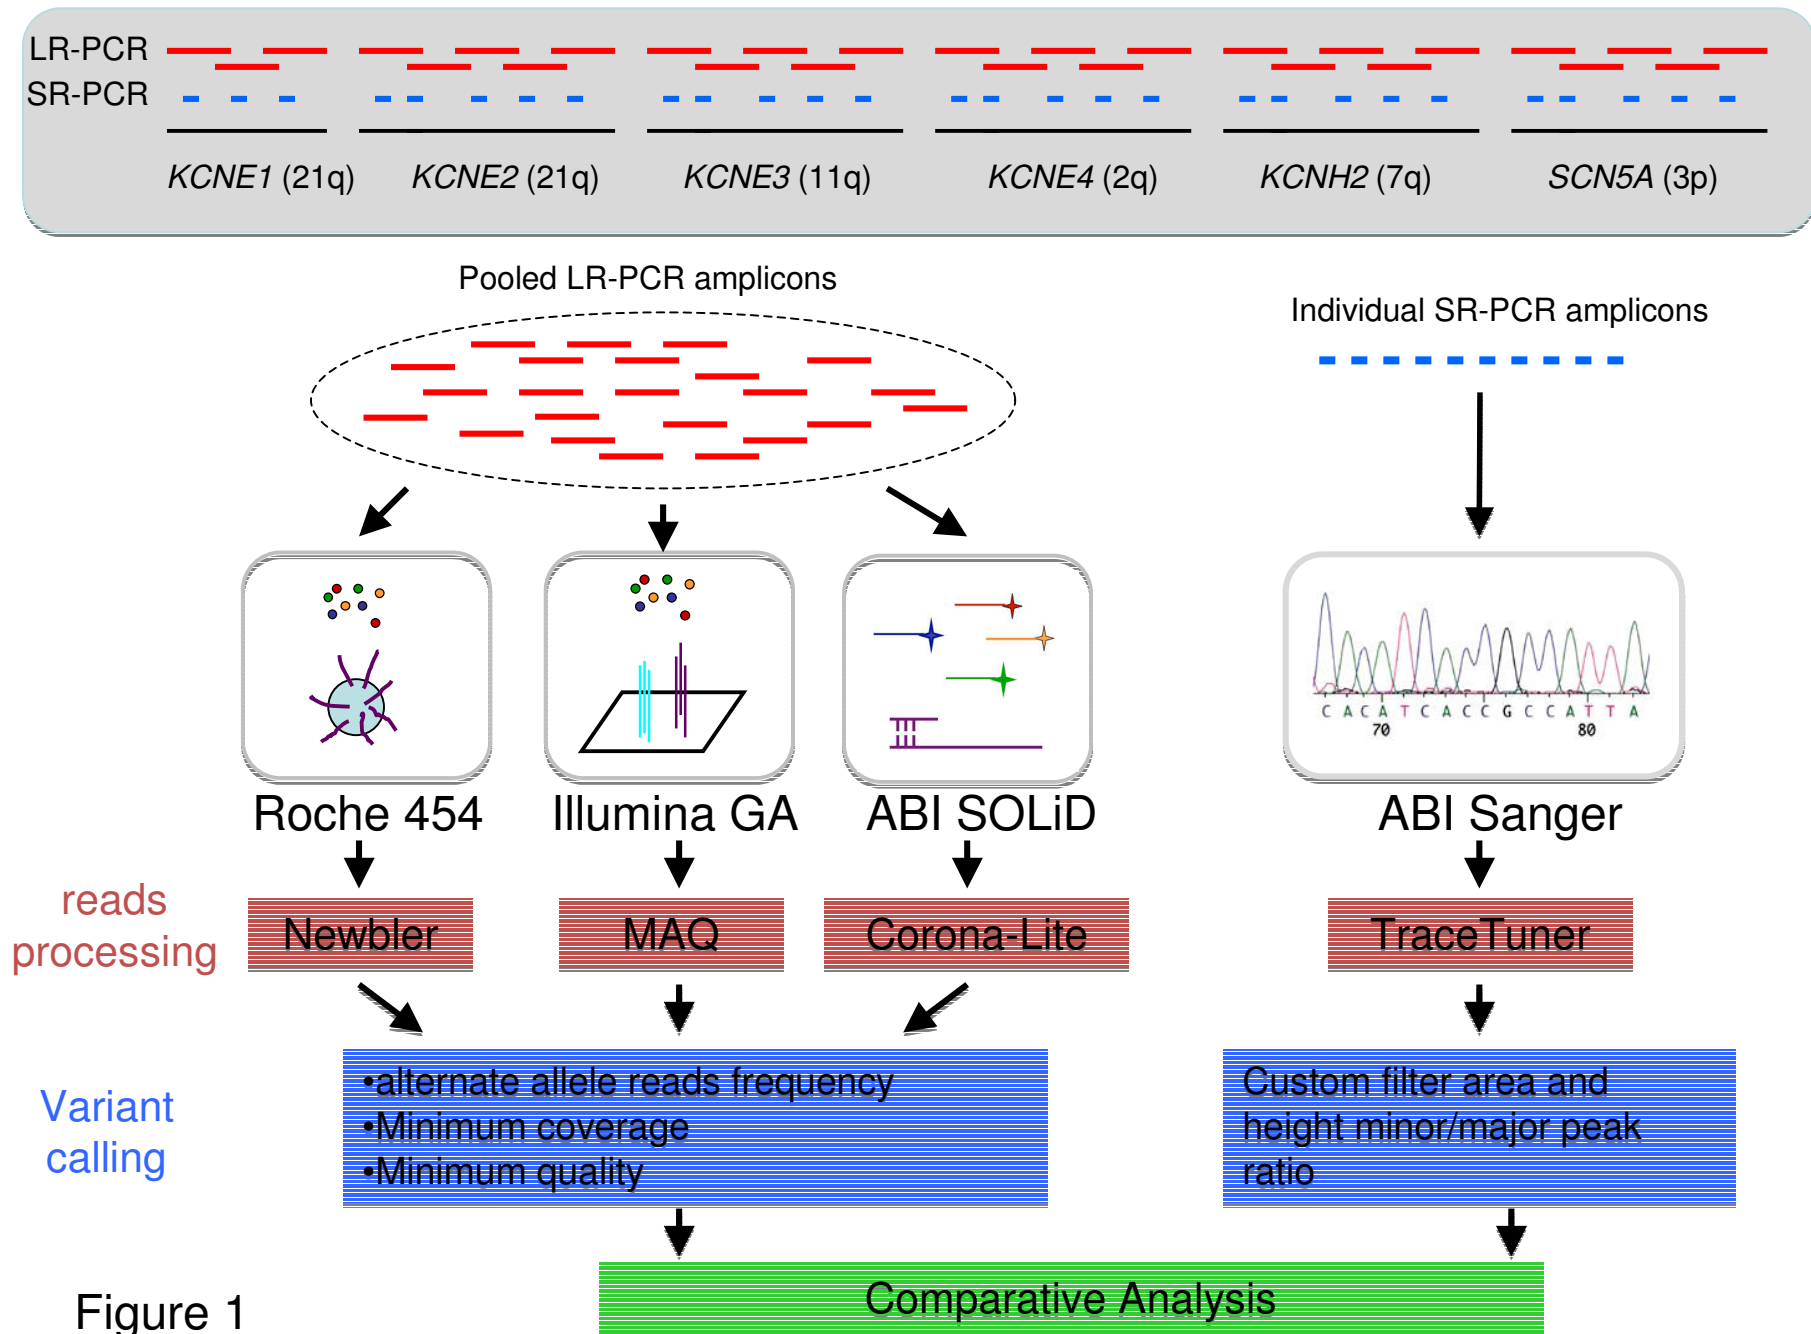 LR-PCR
SR-PCR
KCNE1 (21q) KCNE2 (21q) KCNE3 (11q) KCNE4 (2q) KCNH2 (7q) SCN5A (3p)
Pooled LR-PCR amplicons
Individual SR-PCR amplicons
C A C A T C A C C G C C A T T A
70 80
Roche 454 Illumina GA ABI SOLiD ABI Sanger
reads
processing
Newbler MAQ Corona-Lite TraceTuner
Variant
calling
•alternate allele reads frequency
•Minimum coverage
•Minimum quality
Custom filter area and
height minor/major peak
ratio
Comparative Analysis
Figure 1